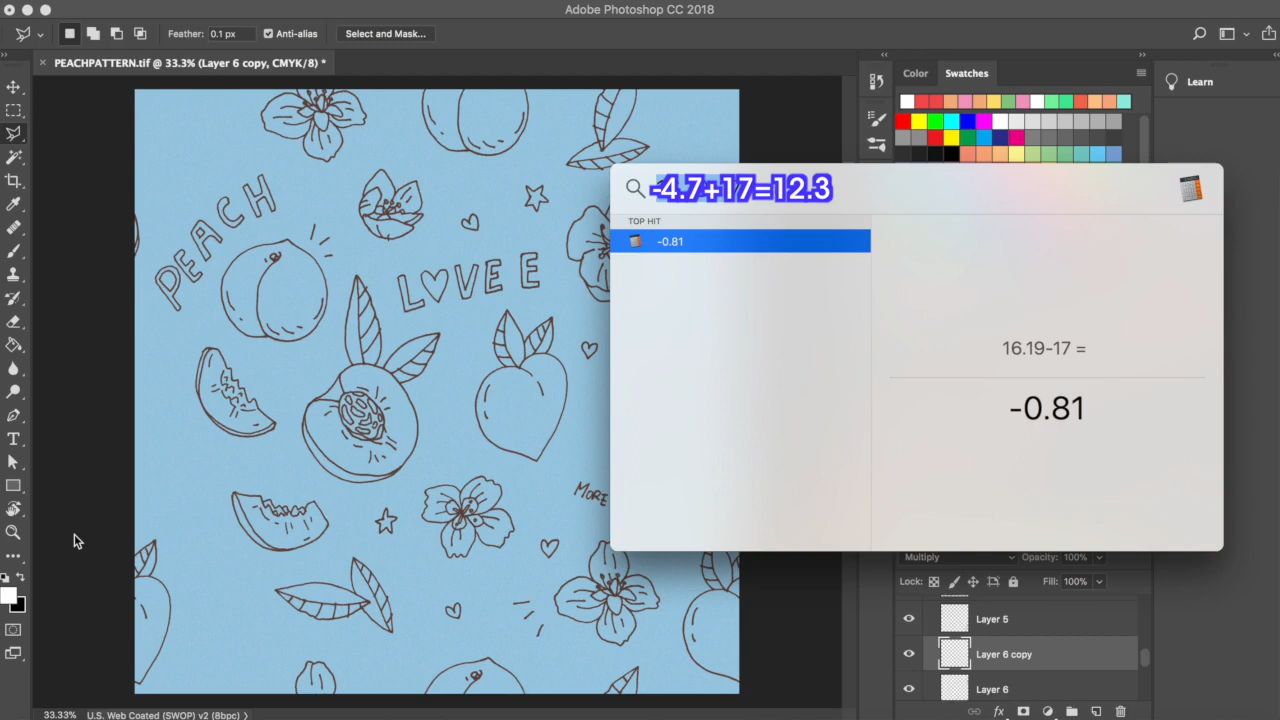 Adobe Photoshop CC 2018
Feather: 0.1 px Anti-alias Select and Mask...
PEACHPATTERN.tif @ 33.3% (Layer 6 copy, CMYK/8) *
Color Swatches
Learn
-4.7+17=12.3
TOP HIT
-0.81
16.19-17 =
-0.81
PEACH
LOVE E
MORE
Multiply Opacity: 100%
Lock: Fill: 100%
Layer 5
Layer 6 copy
Layer 6
33.33% U.S. Web Coated (SWOP) v2 (8bpc)